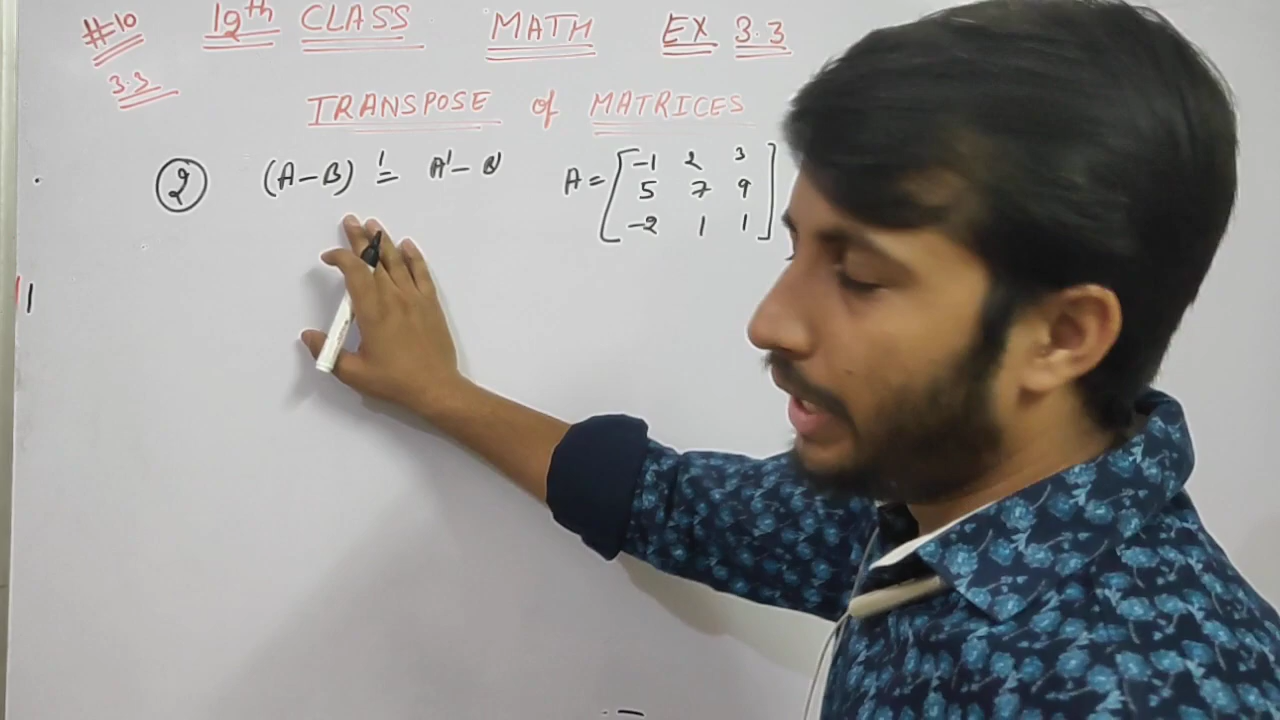 #10 12th CLASS MATH EX 3.3
3.3
TRANSPOSE of MATRICES
2 (A-B)' = A'-B' A = [-1 2 3
5 7 9
-2 1 1]